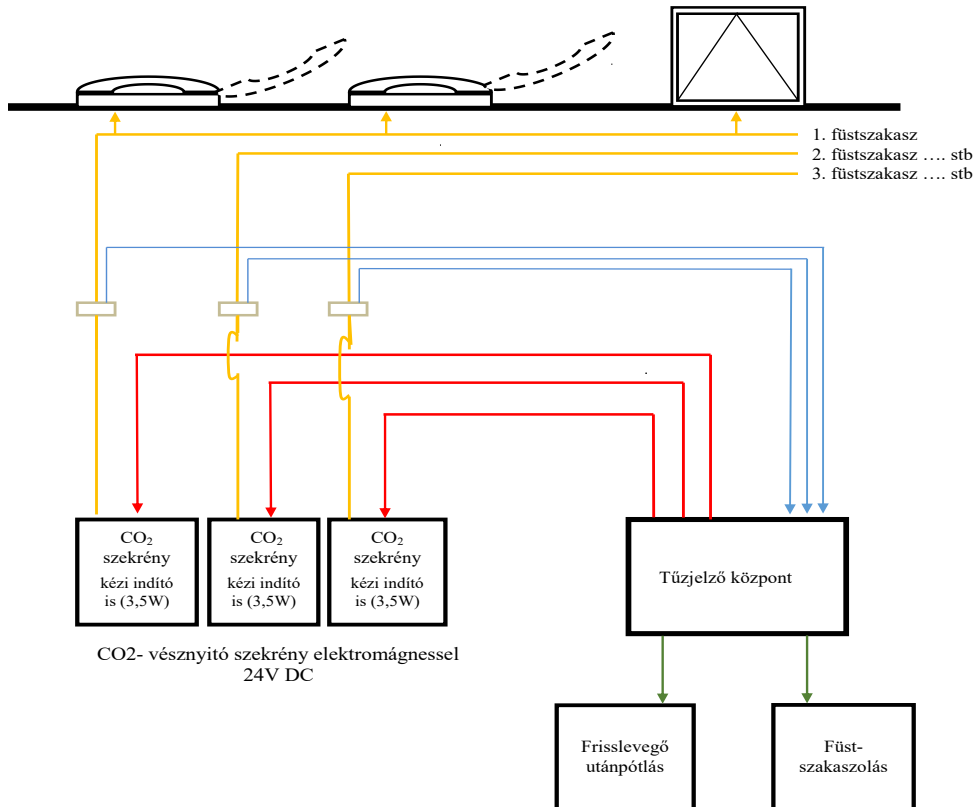 1. füstszakasz
2. füstszakasz …. stb
3. füstszakasz …. stb
CO₂
szekrény
kézi indító
is (3,5W)
CO₂
szekrény
kézi indító
is (3,5W)
CO₂
szekrény
kézi indító
is (3,5W)
Tűzjelző központ
CO2- vésznyitó szekrény elektromágnessel
24V DC
Frisslevegő
utánpótlás
Füst-
szakaszolás